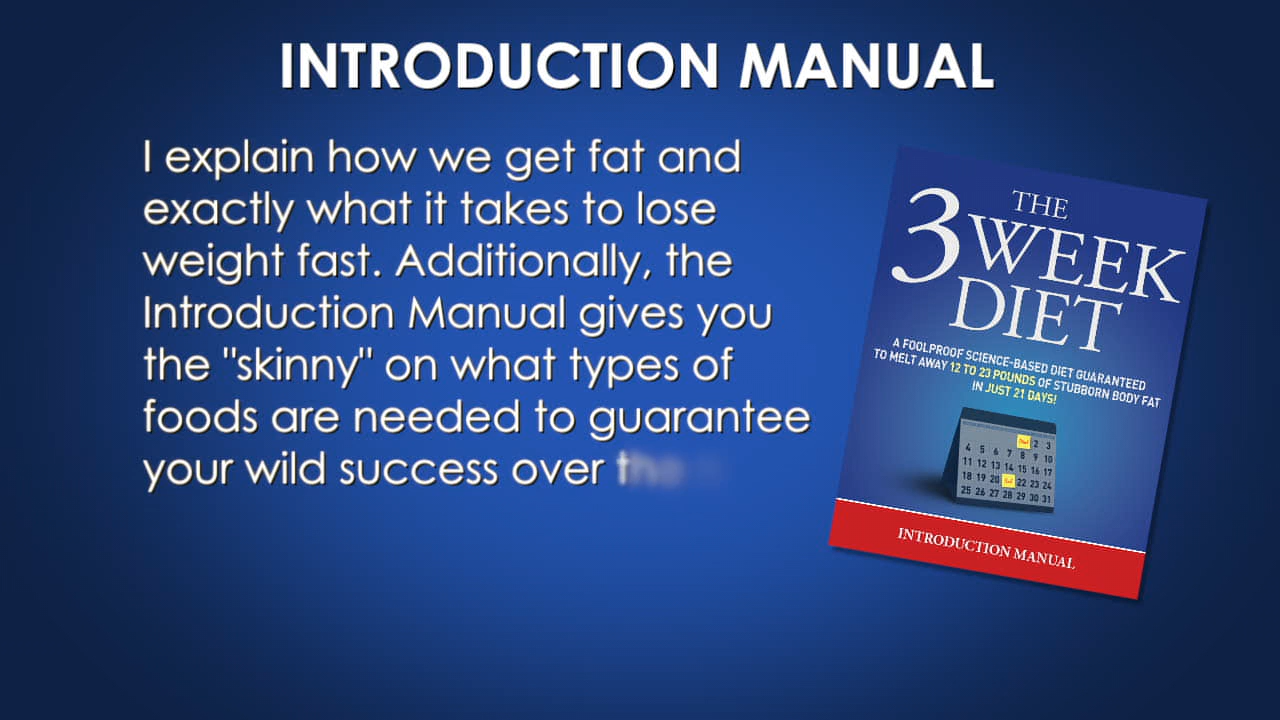 INTRODUCTION MANUAL
I explain how we get fat and
exactly what it takes to lose
weight fast. Additionally, the
Introduction Manual gives you
the "skinny" on what types of
foods are needed to guarantee
your wild success over the
THE
3 WEEK
DIET
A FOOLPROOF SCIENCE-BASED DIET GUARANTEED
TO MELT AWAY 12 TO 23 POUNDS OF STUBBORN BODY FAT
IN JUST 21 DAYS!
2 3
4 5 6 7 8 9 10
11 12 13 14 15 16 17
18 19 20 22 23 24
25 26 27 28 29 30 31
INTRODUCTION MANUAL